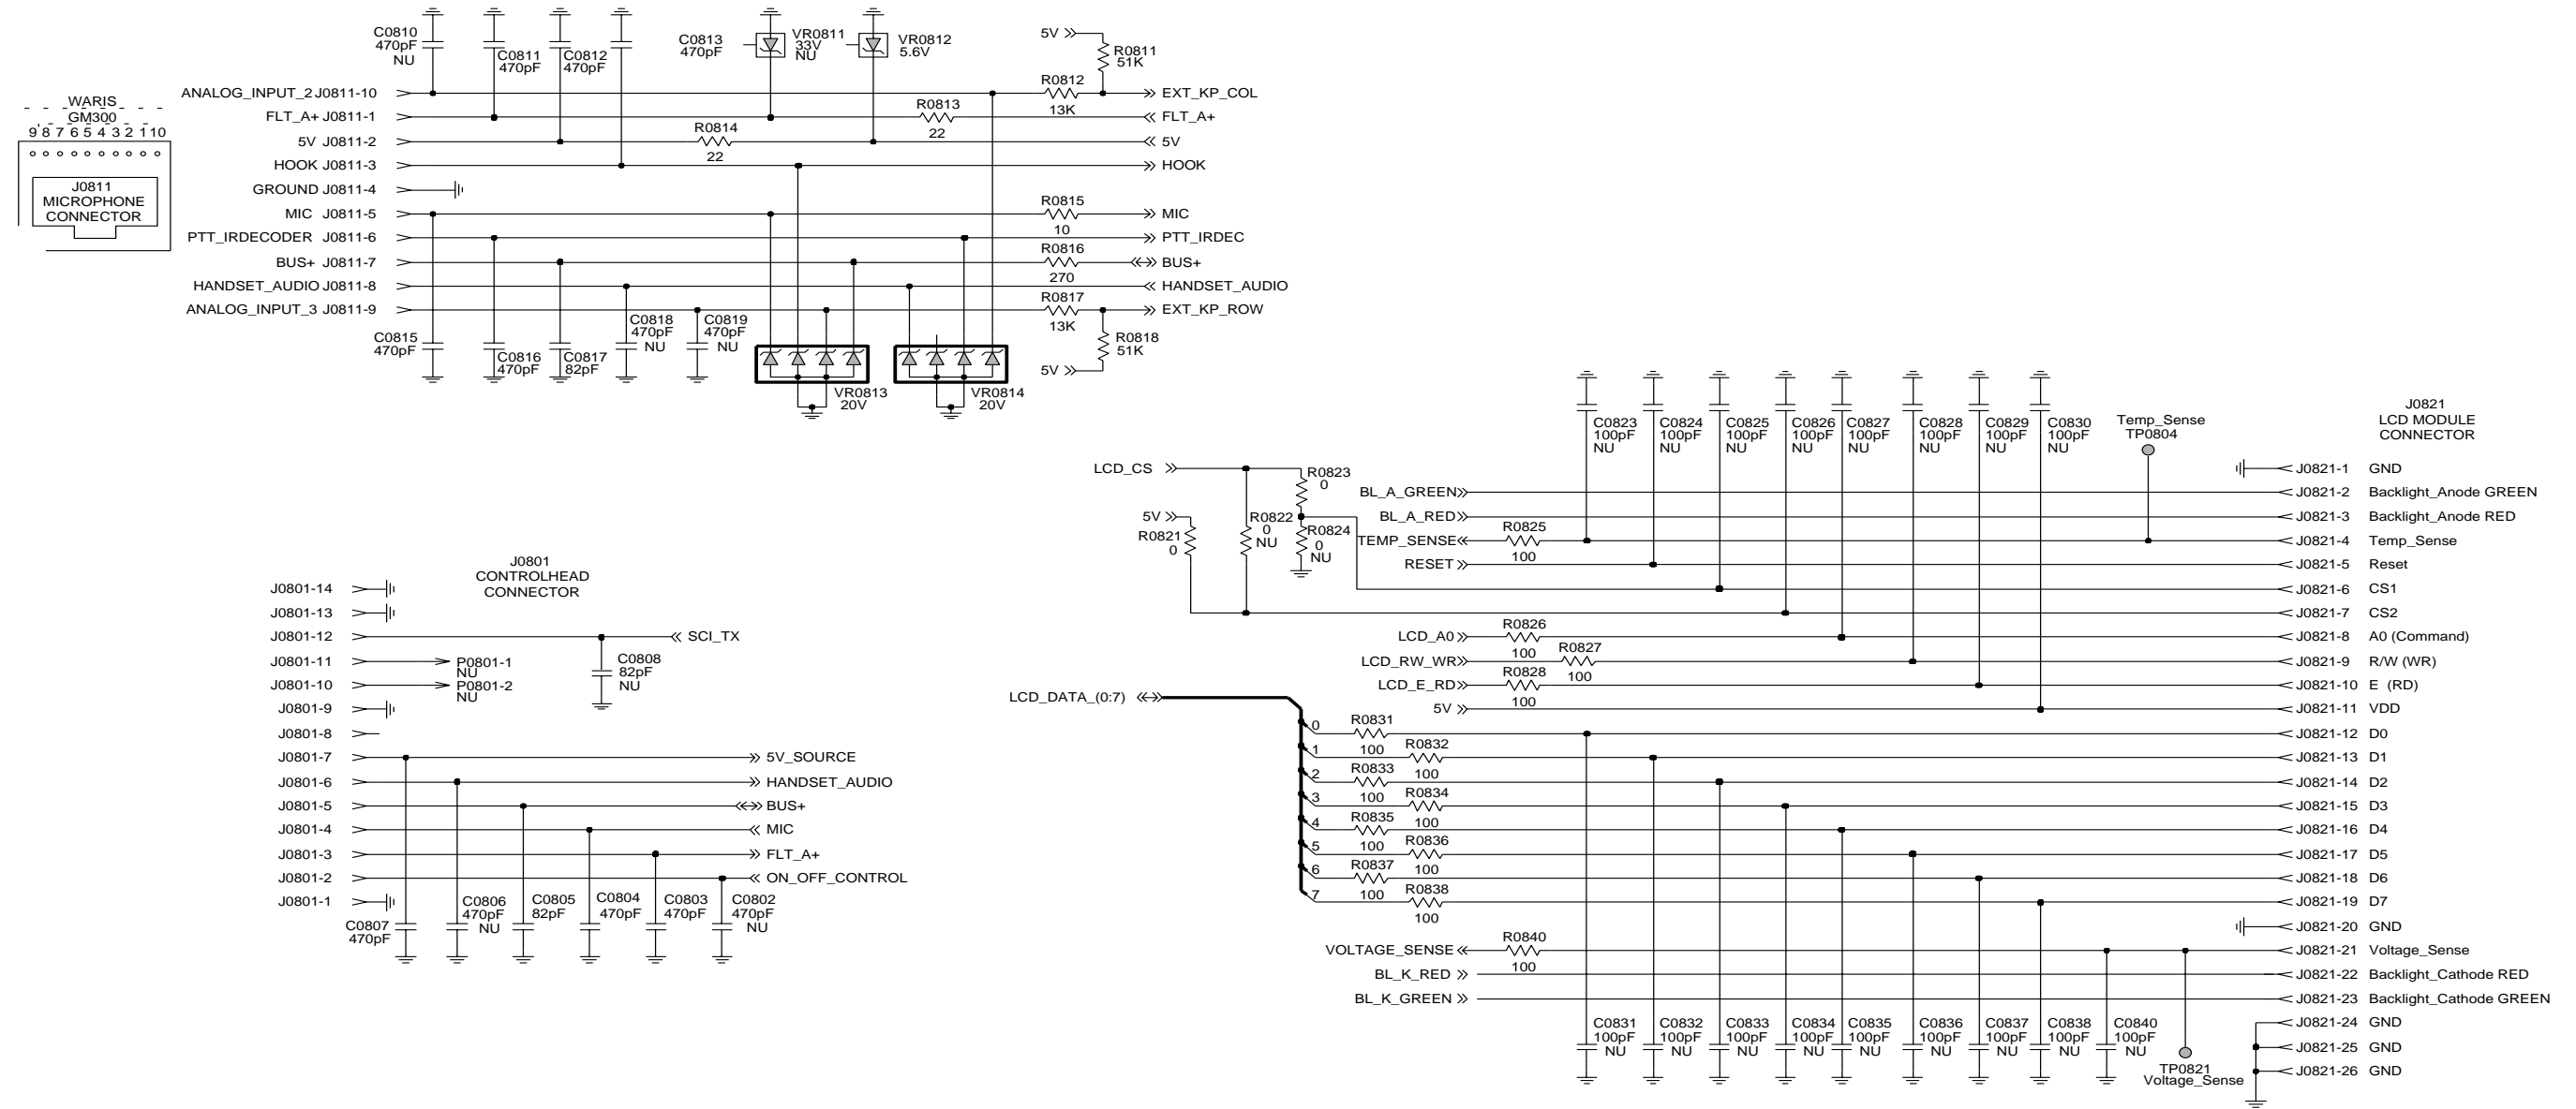 C0810
470pF
NU
C0811
470pF
C0812
470pF
C0813
470pF
VR0811
33V
NU
VR0812
5.6V
5V
R0811
51K
WARIS
GM300
9'8 7 6 5 4 3 2 1 10
J0811
MICROPHONE
CONNECTOR
ANALOG_INPUT_2 J0811-10
R0812
13K
EXT_KP_COL
FLT_A+ J0811-1
R0813
22
FLT_A+
5V J0811-2
R0814
22
5V
HOOK J0811-3
HOOK
GROUND J0811-4
MIC J0811-5
R0815
10
MIC
PTT_IRDECODER J0811-6
PTT_IRDEC
BUS+ J0811-7
R0816
270
BUS+
HANDSET_AUDIO J0811-8
HANDSET_AUDIO
ANALOG_INPUT_3 J0811-9
R0817
13K
EXT_KP_ROW
C0815
470pF
C0816
470pF
C0817
82pF
C0818
470pF
NU
C0819
470pF
NU
VR0813
20V
VR0814
20V
R0818
51K
5V
J0801
CONTROLHEAD
CONNECTOR
J0801-14
J0801-13
J0801-12
SCI_TX
C0808
82pF
NU
J0801-11
P0801-1
NU
J0801-10
P0801-2
NU
J0801-9
J0801-8
J0801-7
5V_SOURCE
J0801-6
HANDSET_AUDIO
J0801-5
BUS+
J0801-4
MIC
J0801-3
FLT_A+
J0801-2
ON_OFF_CONTROL
J0801-1
C0807
470pF
C0806
470pF
NU
C0805
82pF
C0804
470pF
C0803
470pF
C0802
470pF
NU
C0823
100pF
NU
C0824
100pF
NU
C0825
100pF
NU
C0826
100pF
NU
C0827
100pF
NU
C0828
100pF
NU
C0829
100pF
NU
C0830
100pF
NU
Temp_Sense
TP0804
J0821
LCD MODULE
CONNECTOR
LCD_CS
R0823
0
5V
R0821
0
R0822
0
NU
R0824
0
NU
J0821-1 GND
BL_A_GREEN
J0821-2 Backlight_Anode GREEN
BL_A_RED
J0821-3 Backlight_Anode RED
TEMP_SENSE
R0825
100
J0821-4 Temp_Sense
RESET
J0821-5 Reset
J0821-6 CS1
J0821-7 CS2
LCD_A0
R0826
100
J0821-8 A0 (Command)
LCD_RW_WR
R0827
100
J0821-9 R/W (WR)
LCD_E_RD
R0828
100
J0821-10 E (RD)
5V
J0821-11 VDD
LCD_DATA_(0:7)
0
R0831
100
J0821-12 D0
1
R0832
100
J0821-13 D1
2
R0833
100
J0821-14 D2
3
R0834
100
J0821-15 D3
4
R0835
100
J0821-16 D4
5
R0836
100
J0821-17 D5
6
R0837
100
J0821-18 D6
7
R0838
100
J0821-19 D7
J0821-20 GND
VOLTAGE_SENSE
R0840
100
J0821-21 Voltage_Sense
BL_K_RED
J0821-22 Backlight_Cathode RED
BL_K_GREEN
J0821-23 Backlight_Cathode GREEN
C0831
100pF
NU
C0832
100pF
NU
C0833
100pF
NU
C0834
100pF
NU
C0835
100pF
NU
C0836
100pF
NU
C0837
100pF
NU
C0838
100pF
NU
C0840
100pF
NU
TP0821
Voltage_Sense
J0821-24 GND
J0821-25 GND
J0821-26 GND